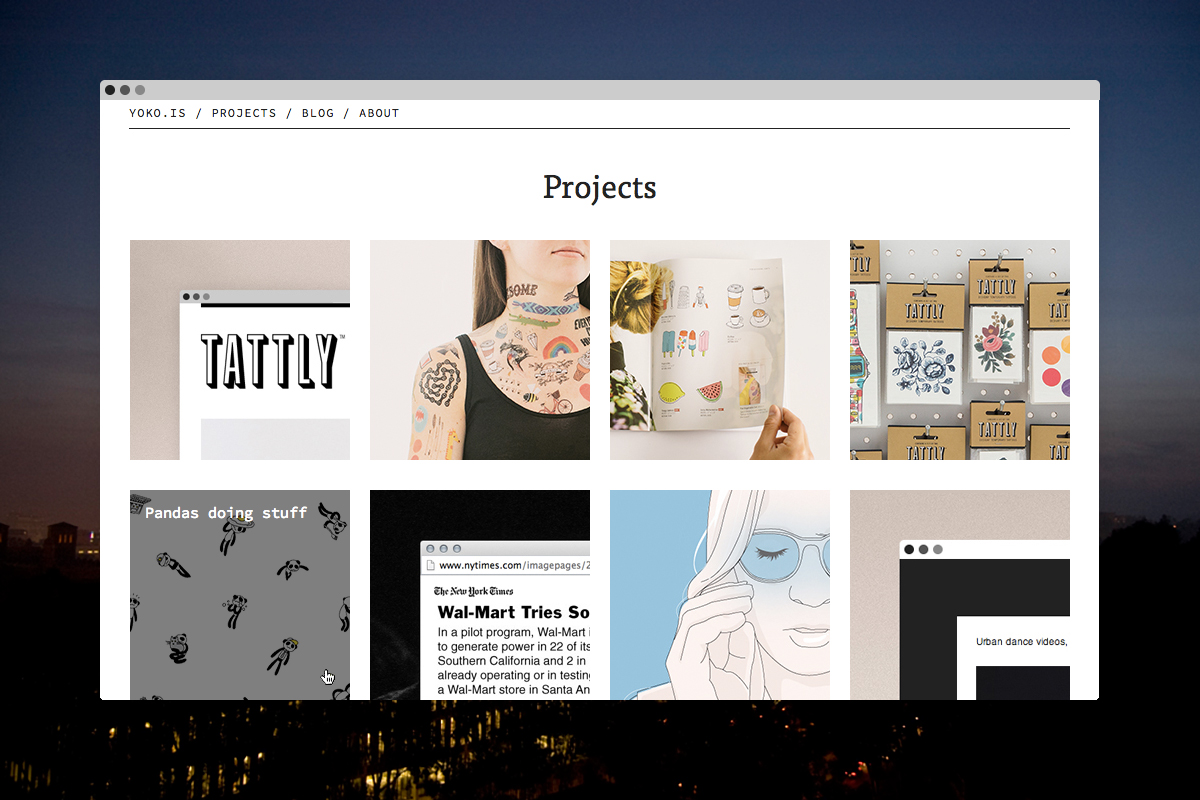 YOKO.IS / PROJECTS / BLOG / ABOUT
Projects
TATTLY™
TATTLY
TATTLY
TATTLY
TATTLY
Pandas doing stuff
www.nytimes.com/imagepages/2
The New York Times
Wal-Mart Tries So
In a pilot program, Wal-Mart i
to generate power in 22 of its
Southern California and 2 in
already operating or in testing
a Wal-Mart store in Santa An
Urban dance videos,